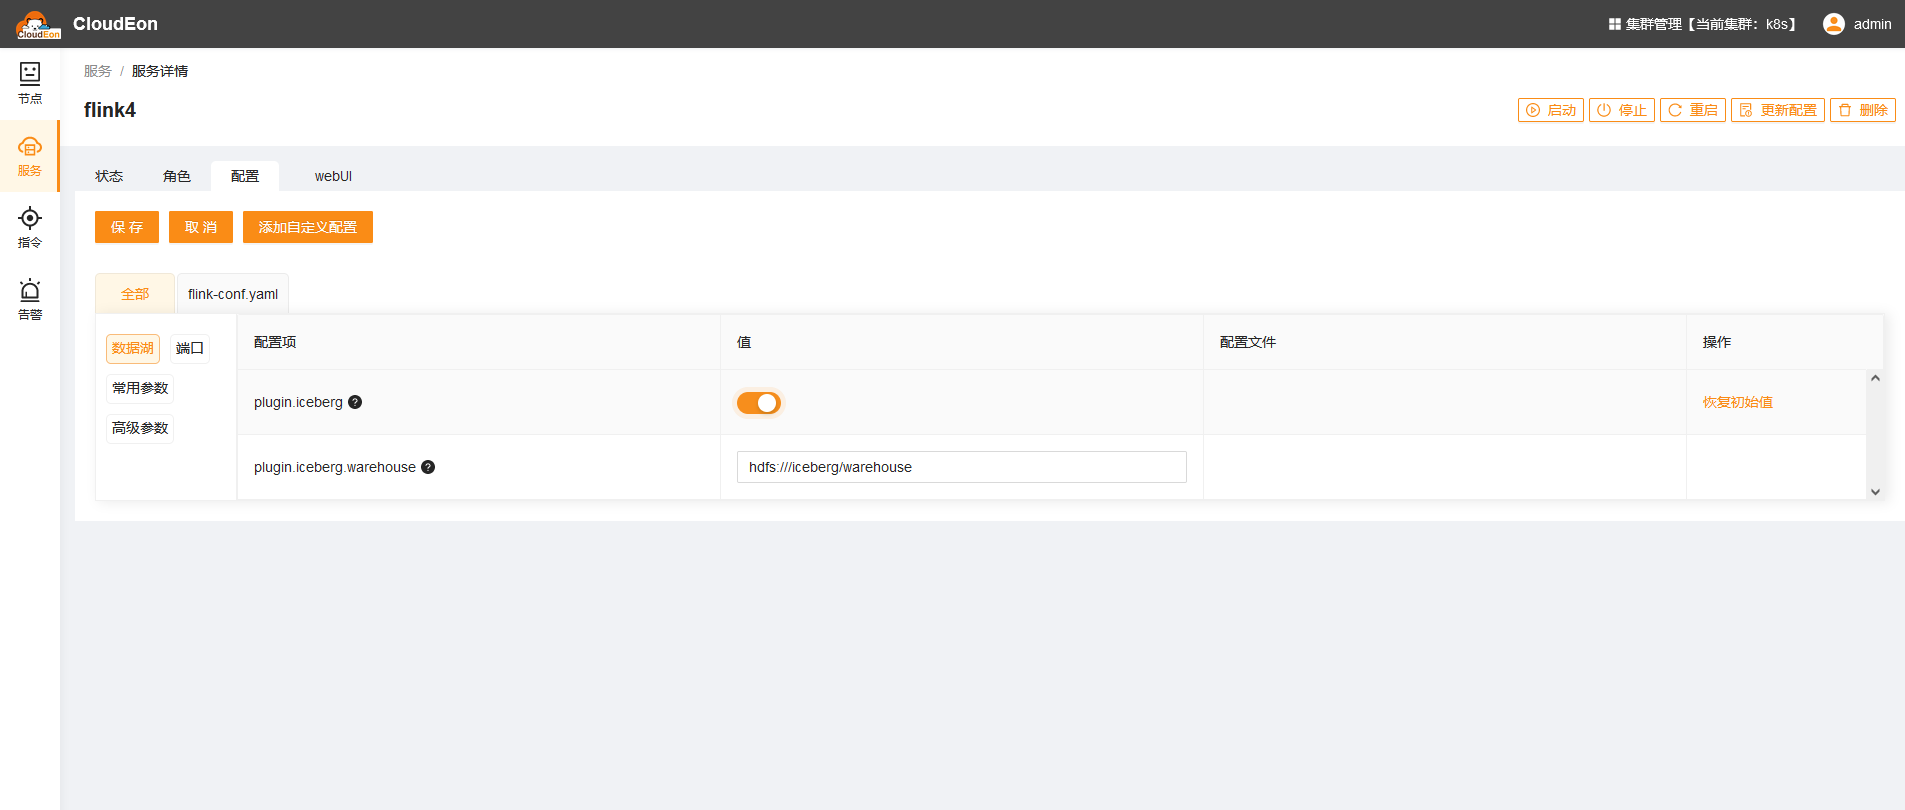 CloudEon
CloudEon
集群管理【当前集群：k8s】
admin
节点
服务
指令
告警
服务 / 服务详情
flink4
启动
停止
重启
更新配置
删除
状态
角色
配置
webUI
保 存
取 消
添加自定义配置
全部
flink-conf.yaml
数据湖
端口
常用参数
高级参数
配置项
值
配置文件
操作
plugin.iceberg
恢复初始值
plugin.iceberg.warehouse
hdfs:///iceberg/warehouse